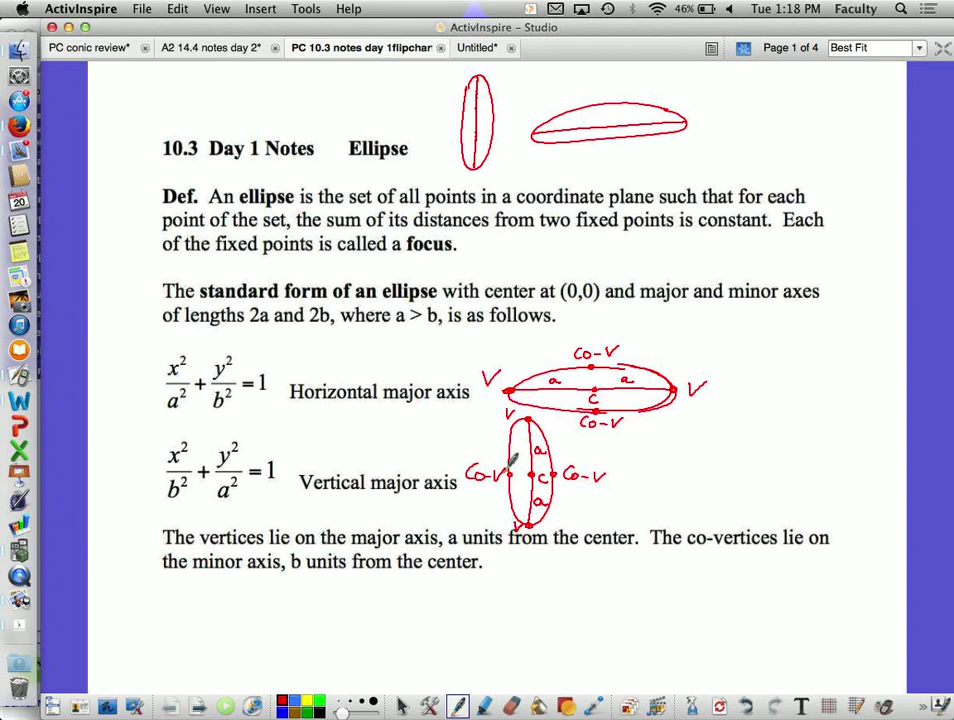 ActivInspire File Edit View Insert Tools Help 46% Tue 1:18 PM Faculty
ActivInspire – Studio
PC conic review* A2 14.4 notes day 2* PC 10.3 notes day 1flipchar Untitled* Page 1 of 4 Best Fit
10.3 Day 1 Notes Ellipse
Def. An ellipse is the set of all points in a coordinate plane such that for each
point of the set, the sum of its distances from two fixed points is constant. Each
of the fixed points is called a focus.
The standard form of an ellipse with center at (0,0) and major and minor axes
of lengths 2a and 2b, where a > b, is as follows.
Co-V
x²/a² + y²/b² = 1 Horizontal major axis V a a V
C
Co-V
V
a
x²/b² + y²/a² = 1 Vertical major axis Co-V C Co-V
a
V
The vertices lie on the major axis, a units from the center. The co-vertices lie on
the minor axis, b units from the center.